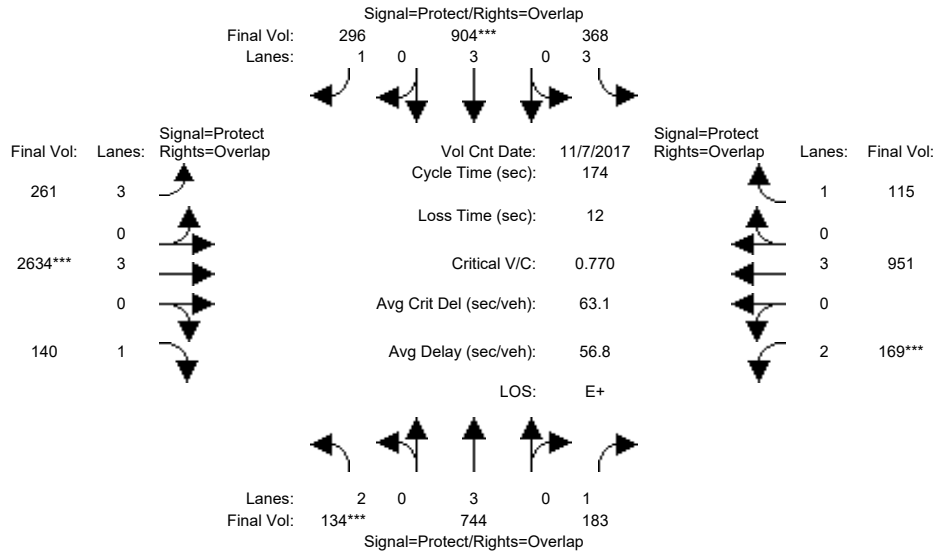 Signal=Protect/Rights=Overlap
Final Vol: 296 904*** 368
Lanes: 1 0 3 0 3
Signal=Protect
Final Vol: Lanes: Rights=Overlap
Vol Cnt Date: 11/7/2017
Signal=Protect
Rights=Overlap Lanes: Final Vol:
Cycle Time (sec): 174
261 3
1 115
Loss Time (sec): 12
0
0
2634*** 3
Critical V/C: 0.770
3 951
0
Avg Crit Del (sec/veh): 63.1
0
140 1
Avg Delay (sec/veh): 56.8
2 169***
LOS: E+
Lanes: 2 0 3 0 1
Final Vol: 134*** 744 183
Signal=Protect/Rights=Overlap